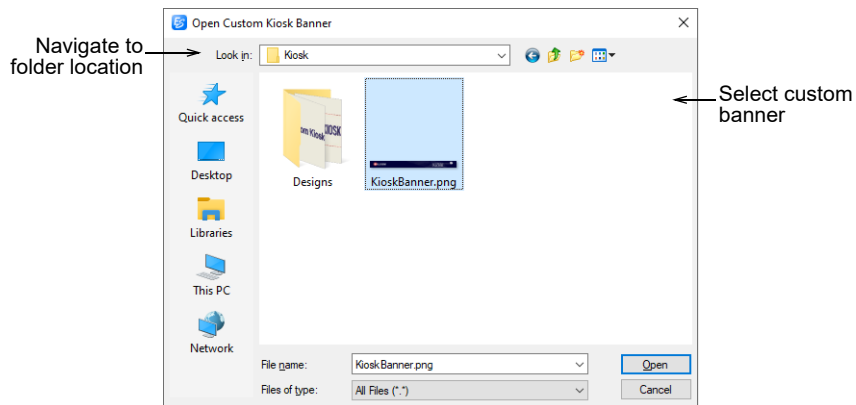 Open Custom Kiosk Banner
Navigate to
folder location
Look in:
Kiosk
Quick access
Desktop
Libraries
This PC
Network
Designs
KioskBanner.png
Select custom
banner
File name:
KioskBanner.png
Open
Files of type:
All Files (*.*)
Cancel